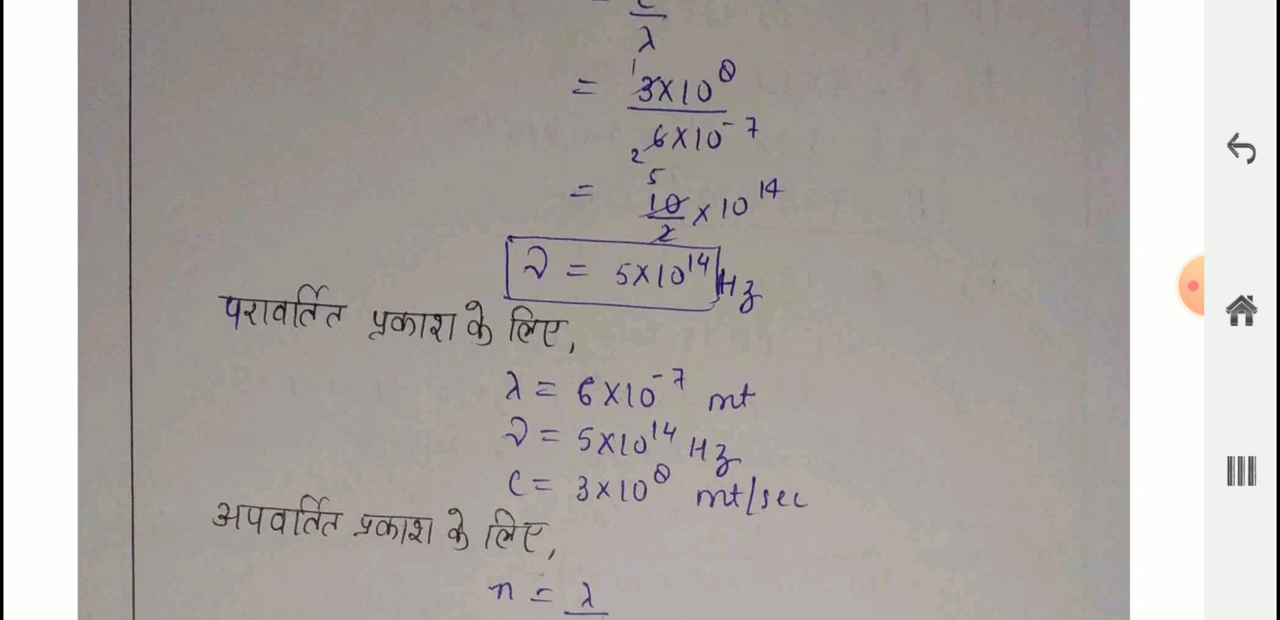 = c/λ
= 3×10⁸ / 6×10⁻⁷
= 10/2 × 10¹⁴
ν = 5×10¹⁴ Hz
परावर्तित प्रकाश के लिए,
λ = 6×10⁻⁷ mt
ν = 5×10¹⁴ Hz
c = 3×10⁸ mt/sec
अपवर्तित प्रकाश के लिए,
n = λ